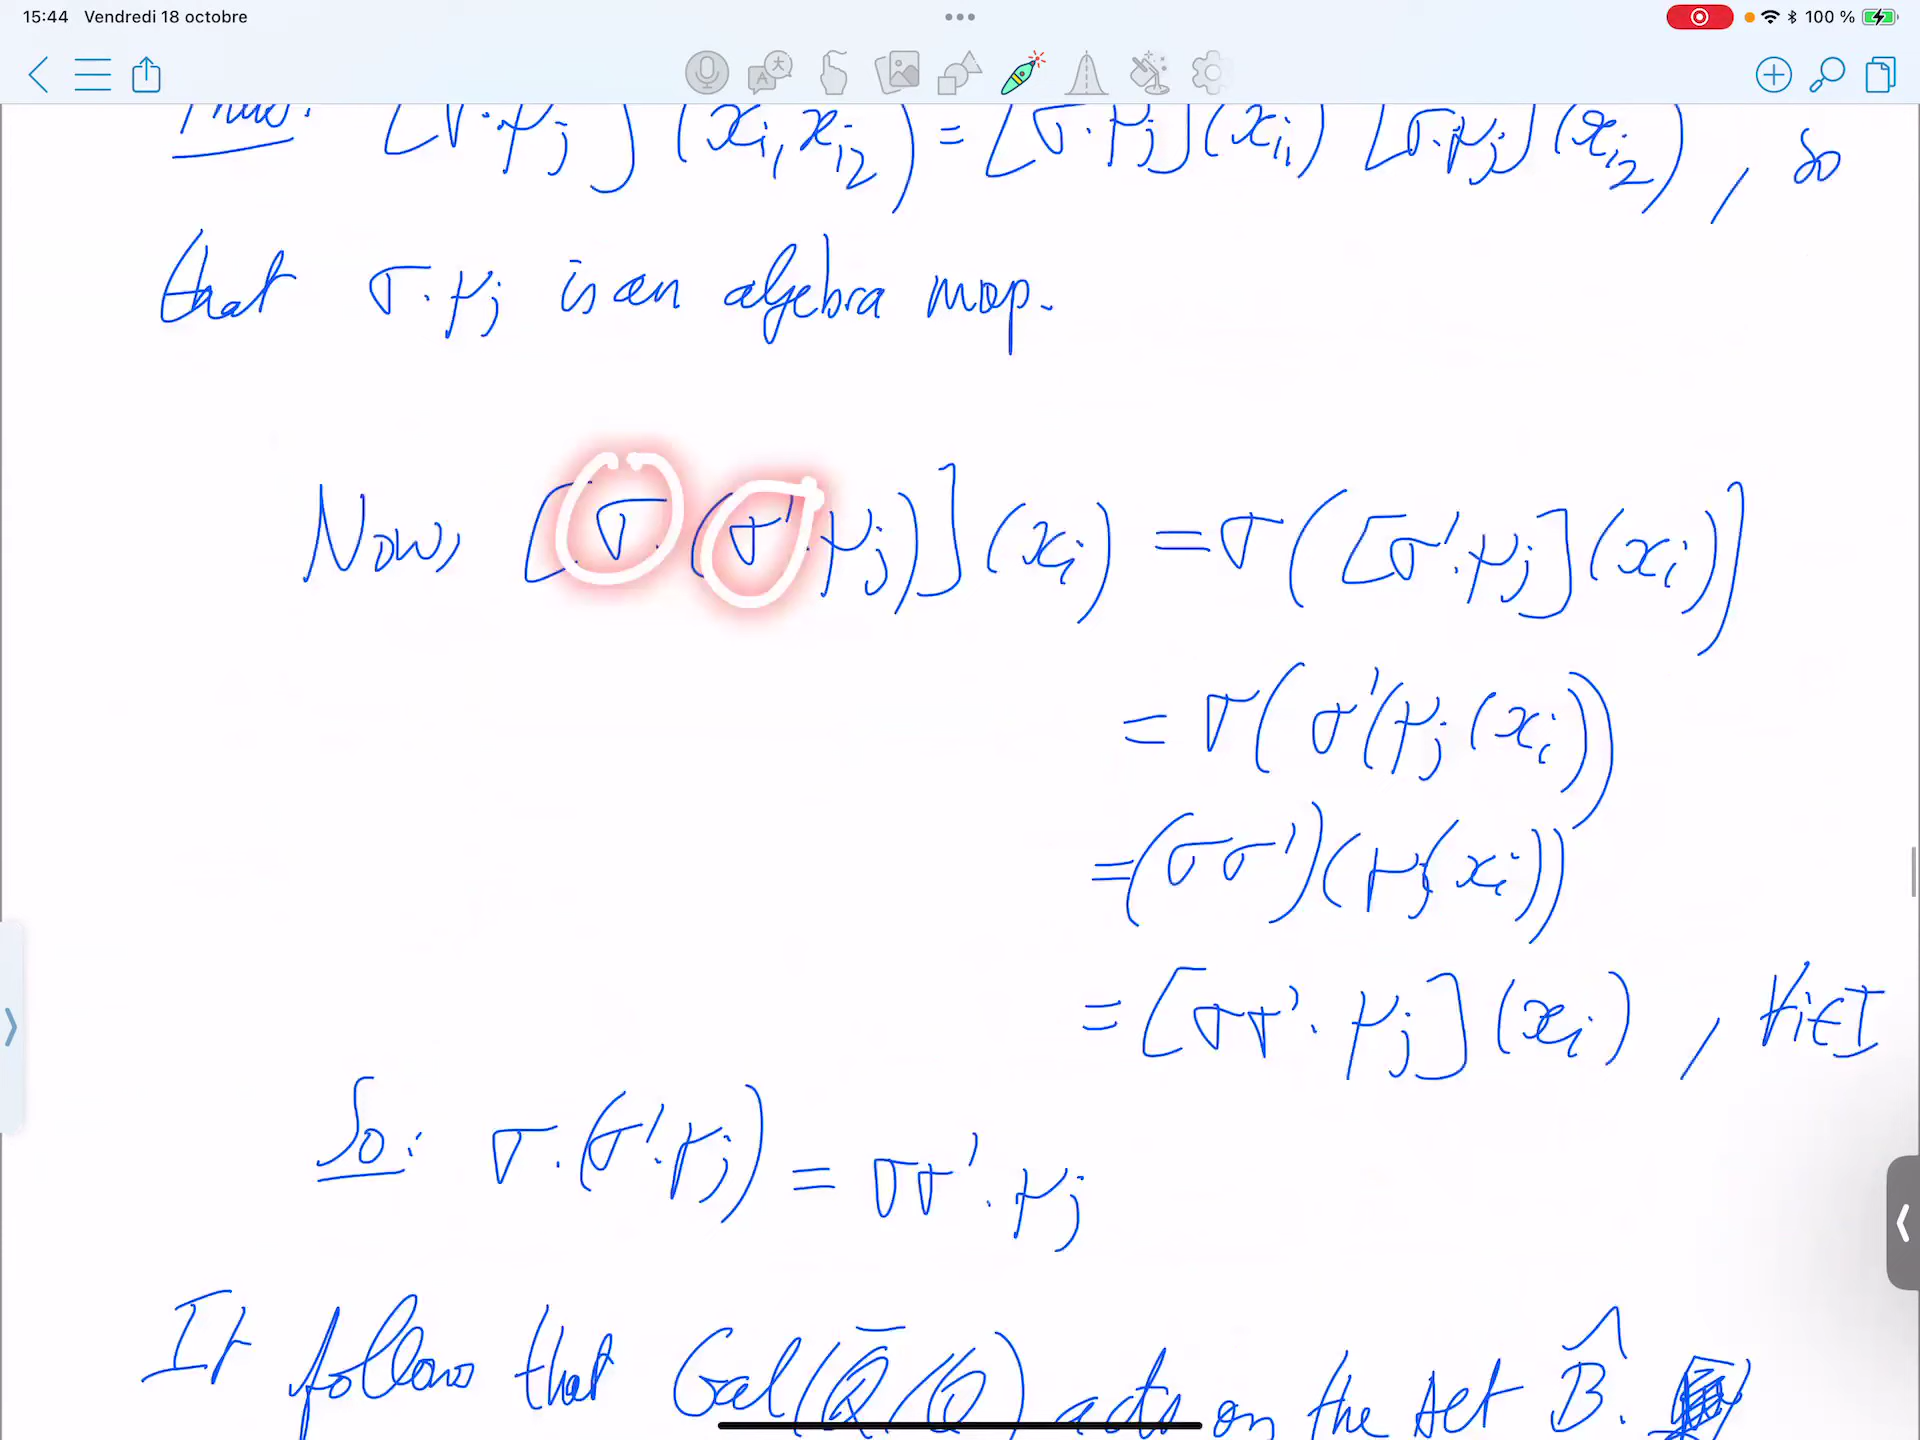 15:44 Vendredi 18 octobre 100 %
Thus: [σ·μj](xi₁ xi₂) = [σ·μj](xi₁) [σ·μj](xi₂), so
that σ·μj is an algebra map.
Now, [σ·(σ'·μj)](xi) = σ([σ'·μj](xi))
= σ(σ'(μj(xi))
= (σσ')(μj(xi))
= [σσ'·μj](xi), ∀i∈I
So: σ·(σ'·μj) = σσ'·μj
It follows that Gal(Q̄/Q) acts on the set B̂.